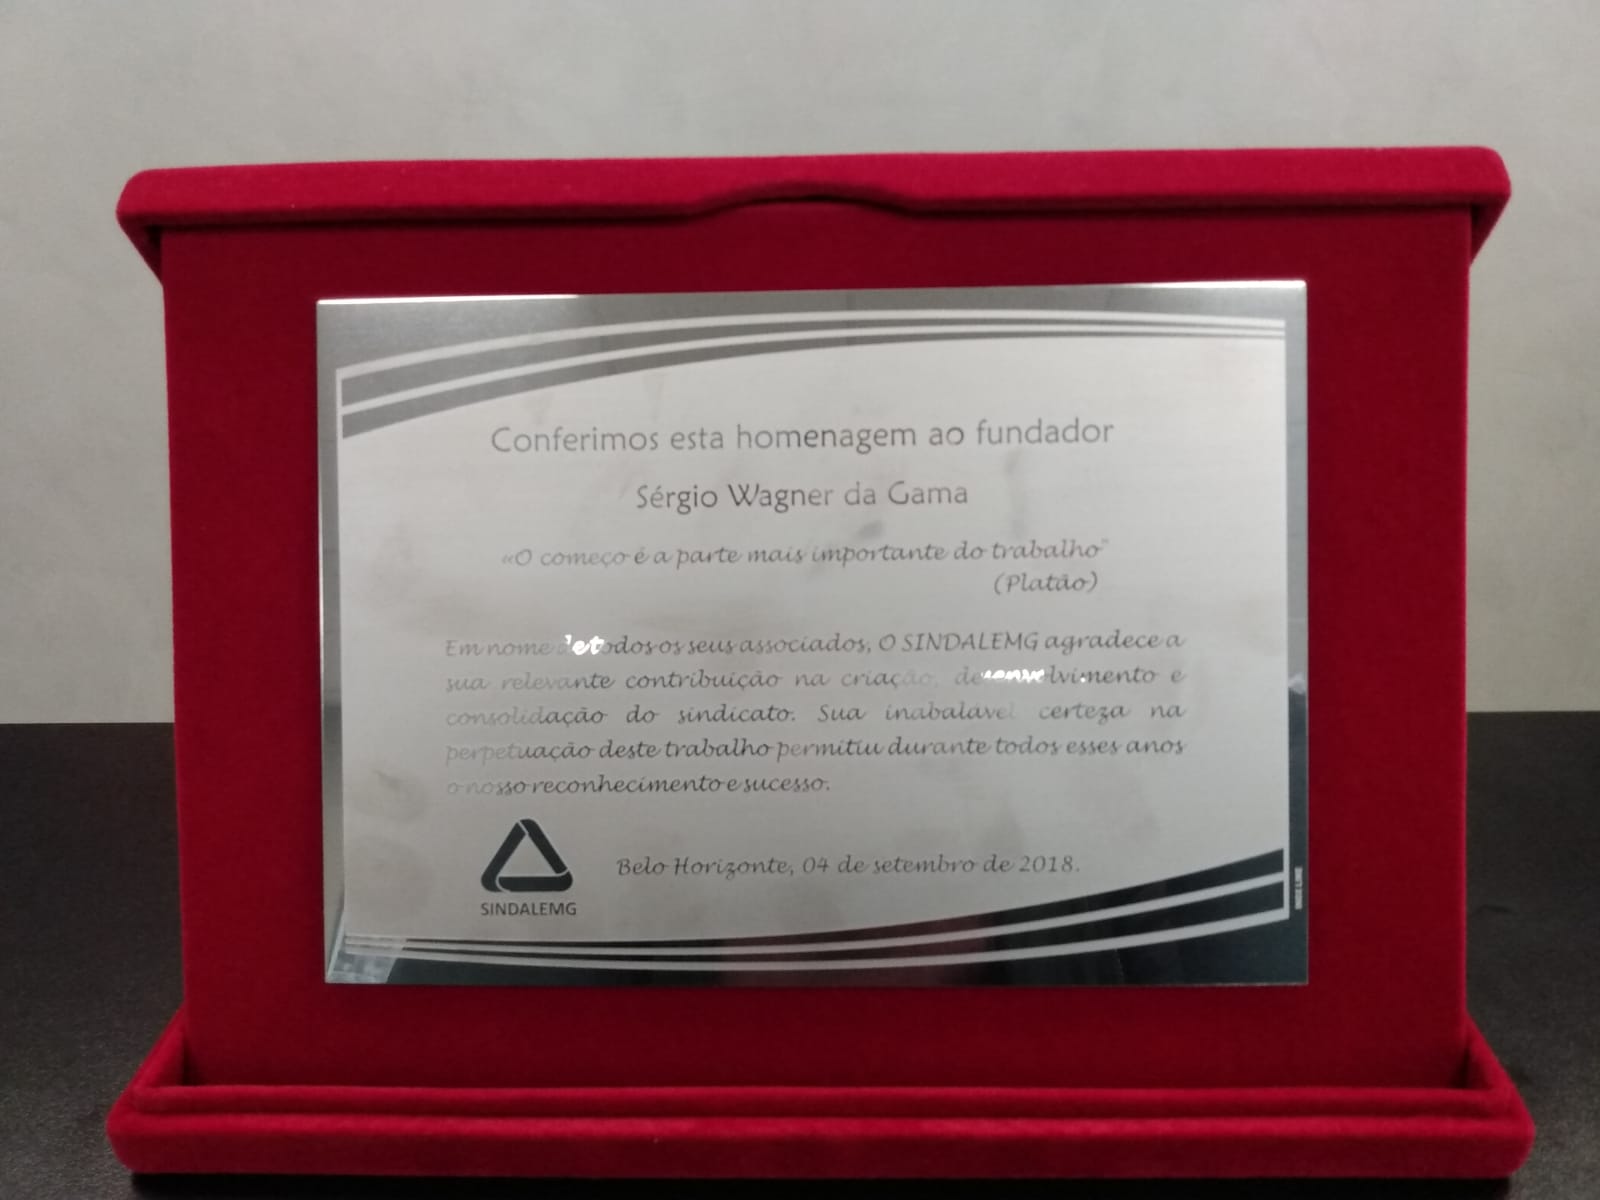 Conferimos esta homenagem ao fundador
Sérgio Wagner da Gama
«O começo é a parte mais importante do trabalho"
(Platão)
Em nome de todos os seus associados, O SINDALEMG agradece a
sua relevante contribuição na criação, desenvolvimento e
consolidação do sindicato. Sua inabalável certeza na
perpetuação deste trabalho permitiu durante todos esses anos
o nosso reconhecimento e sucesso.
Belo Horizonte, 04 de setembro de 2018.
SINDALEMG